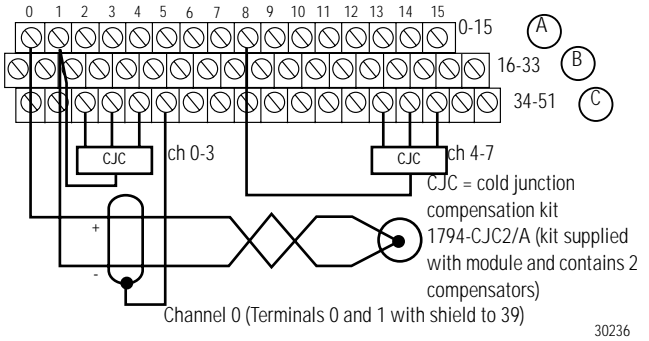 0 1 2 3 4 5 6 7 8 9 10 11 12 13 14 15
0-15 A
16-33 B
34-51 C
CJC ch 0-3 CJC ch 4-7
CJC = cold junction
compensation kit
+ 1794-CJC2/A (kit supplied
with module and contains 2
- compensators)
Channel 0 (Terminals 0 and 1 with shield to 39)
30236